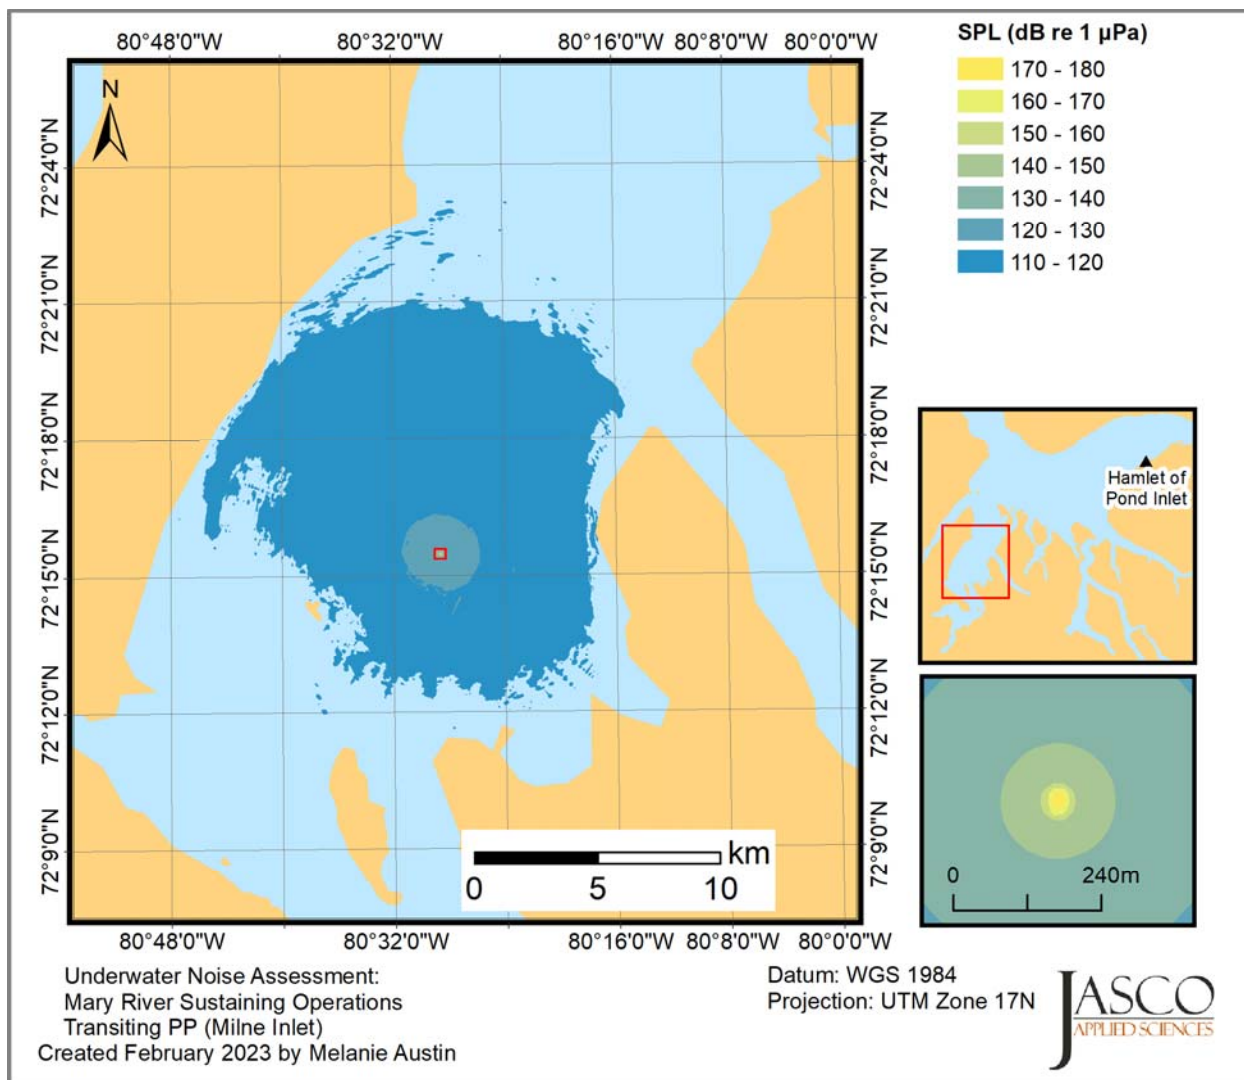 80°48'0"W 80°32'0"W 80°16'0"W 80°8'0"W 80°0'0"W
N
72°24'0"N
72°21'0"N
72°18'0"N
72°15'0"N
72°12'0"N
72°9'0"N
72°24'0"N
72°21'0"N
72°18'0"N
72°15'0"N
72°12'0"N
72°9'0"N
km
0 5 10
80°48'0"W 80°32'0"W 80°16'0"W 80°8'0"W 80°0'0"W
SPL (dB re 1 µPa)
170 - 180
160 - 170
150 - 160
140 - 150
130 - 140
120 - 130
110 - 120
Hamlet of
Pond Inlet
0 240m
Underwater Noise Assessment:
Mary River Sustaining Operations
Transiting PP (Milne Inlet)
Created February 2023 by Melanie Austin
Datum: WGS 1984
Projection: UTM Zone 17N
JASCO
APPLIED SCIENCES